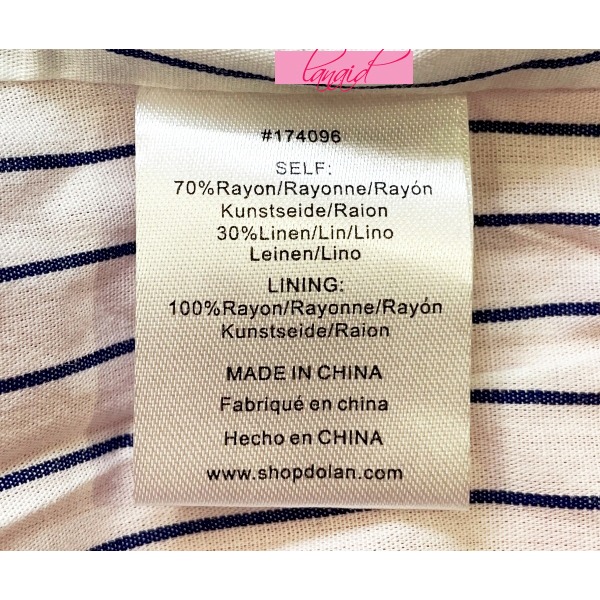 lanaid
#174096
SELF:
70%Rayon/Rayonne/Rayón
Kunstseide/Raion
30%Linen/Lin/Lino
Leinen/Lino
LINING:
100%Rayon/Rayonne/Rayón
Kunstseide/Raion
MADE IN CHINA
Fabriqué en china
Hecho en CHINA
www.shopdolan.com